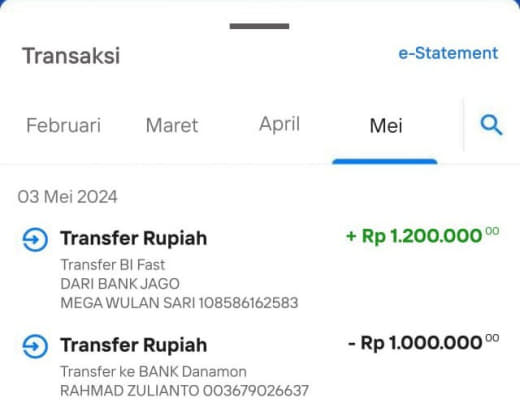 Transaksi
e-Statement
Februari Maret April Mei
03 Mei 2024
Transfer Rupiah + Rp 1.200.000 00
Transfer BI Fast
DARI BANK JAGO
MEGA WULAN SARI 108586162583
Transfer Rupiah - Rp 1.000.000 00
Transfer ke BANK Danamon
RAHMAD ZULIANTO 003679026637